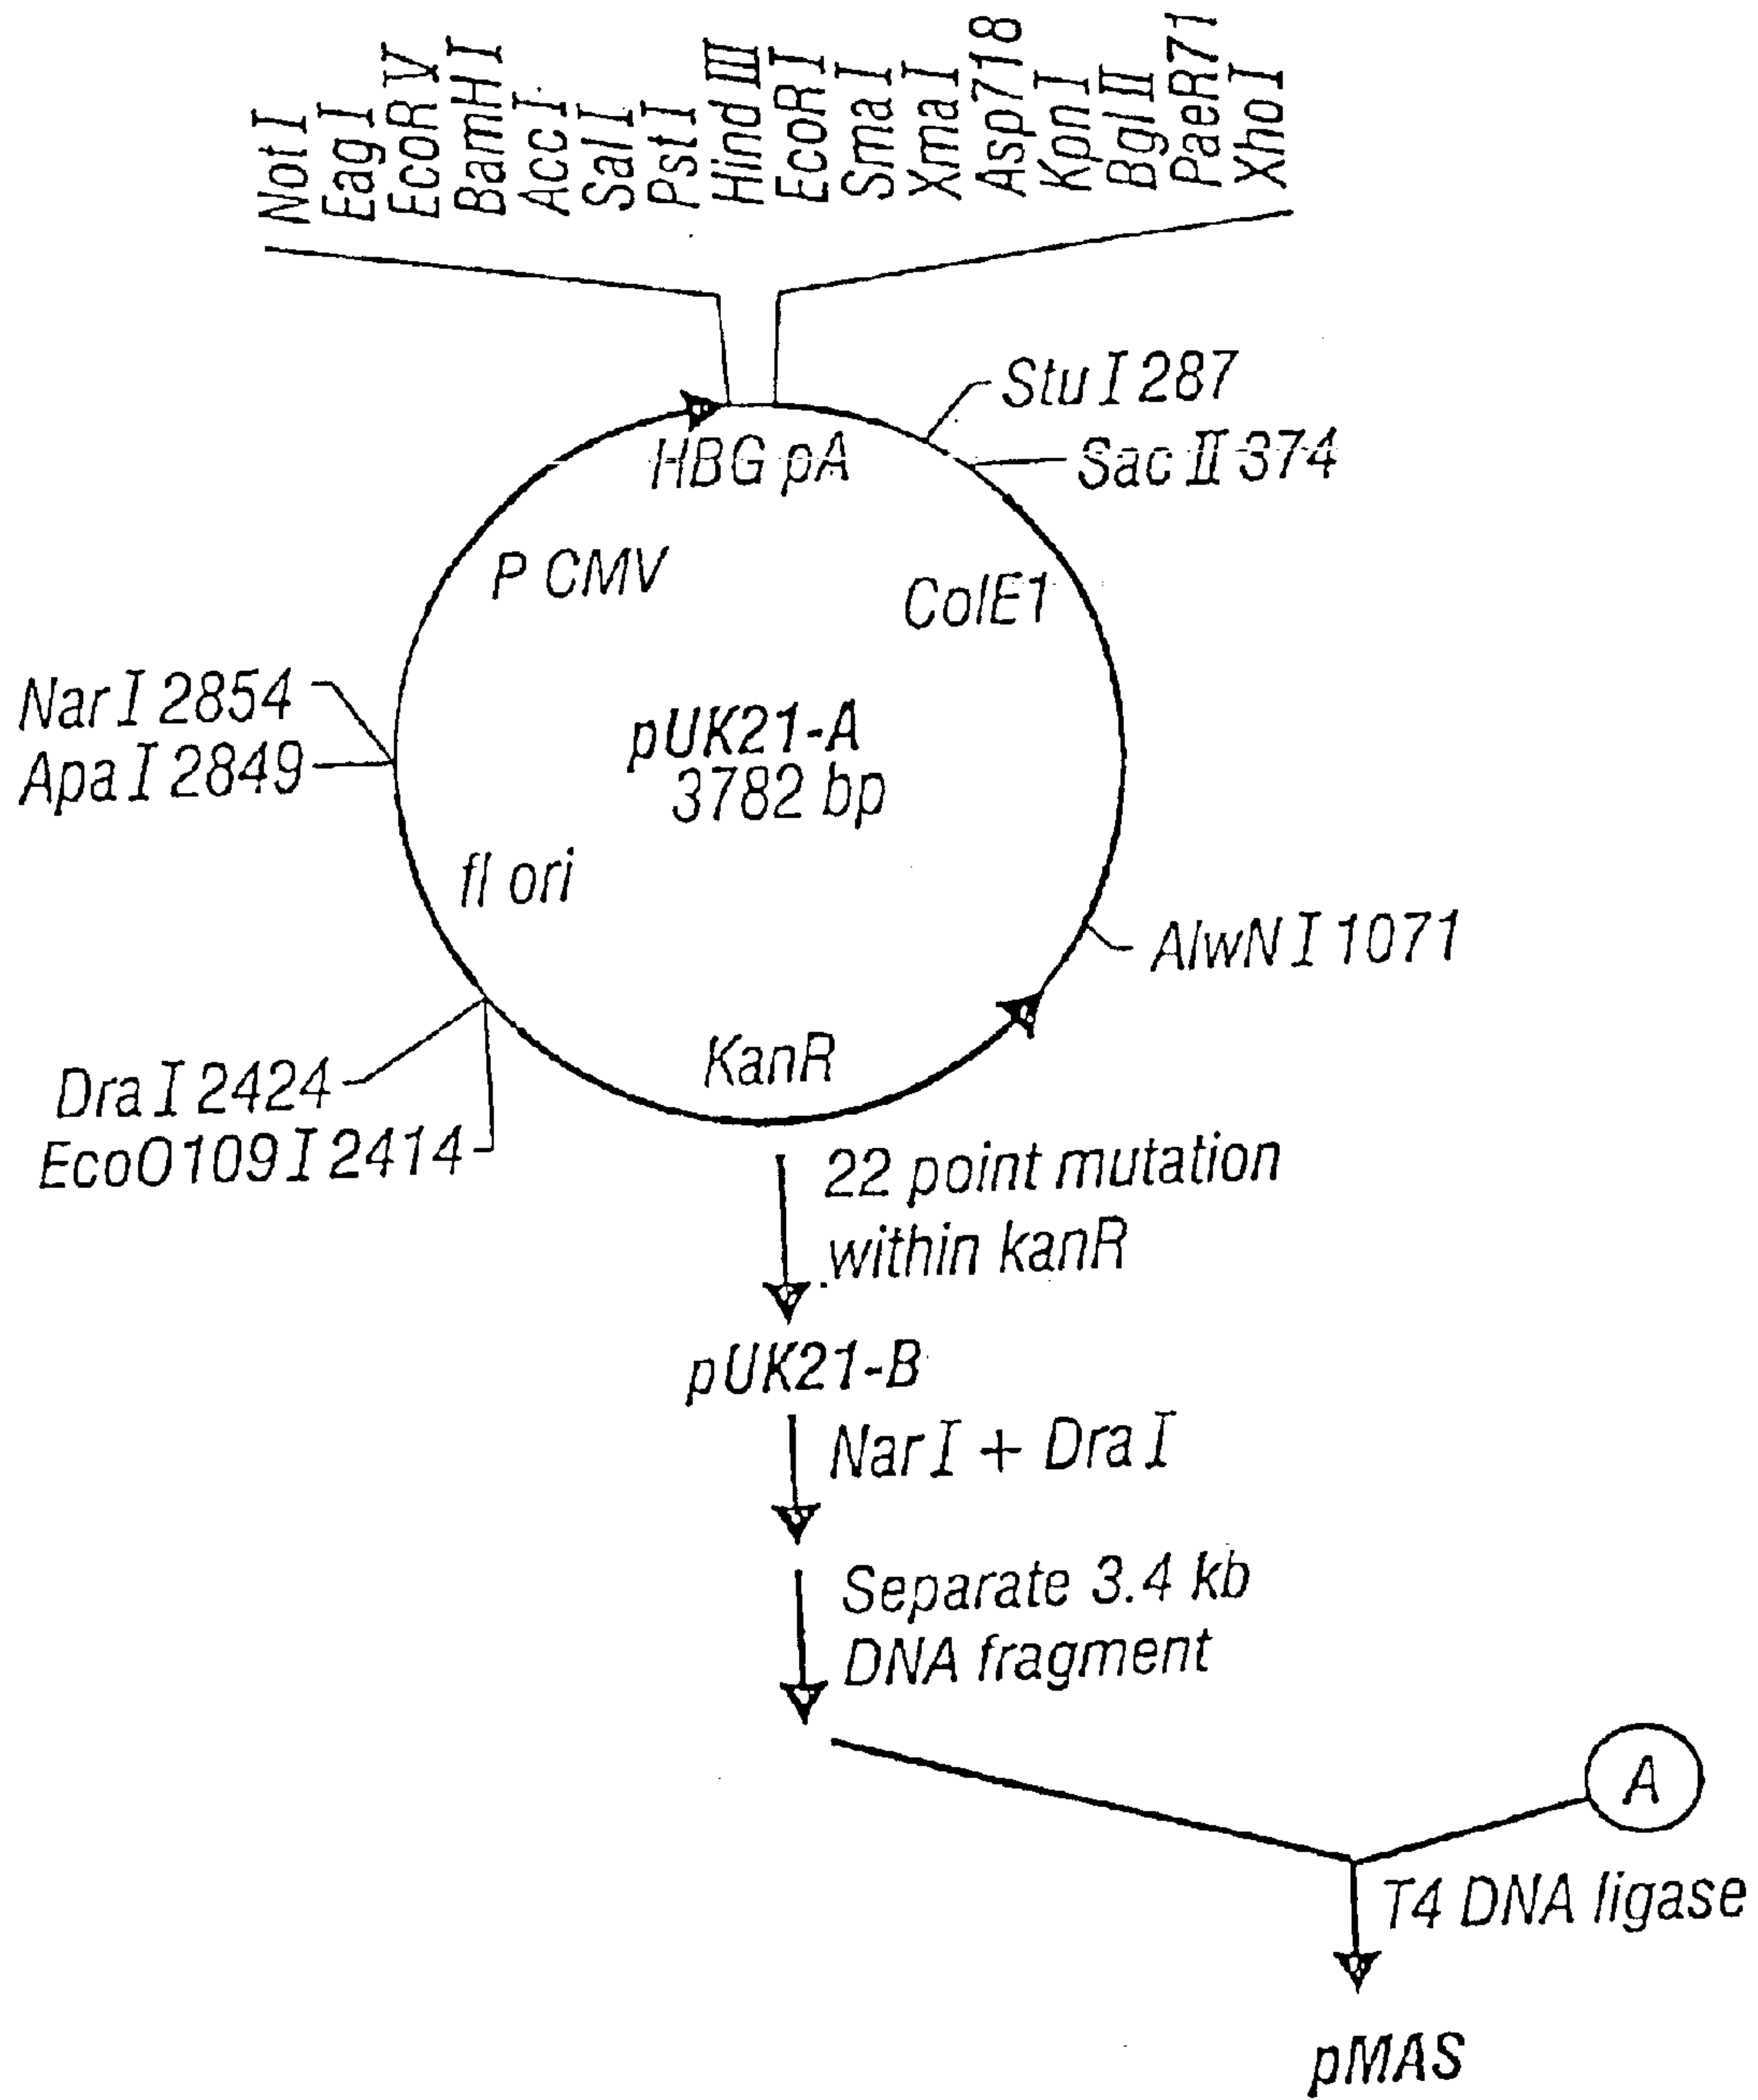 Not I
Eag I
EcoR V
BamH I
Acc I
Sal I
Pst I
Hind III
EcoR I
Sma I
Xma I
Asp718
Kpn I
Bgl II
PaeR71
Xho I
Stu I 287
Sac II 374
HBG pA
P CMV
ColE1
Nar I 2854
Apa I 2849
pUK21-A
3782 bp
fl ori
AlwN I 1071
KanR
Dra I 2424
EcoO109 I 2414
22 point mutation
within kanR
pUK21-B
Nar I + Dra I
Separate 3.4 kb
DNA fragment
A
T4 DNA ligase
pMAS